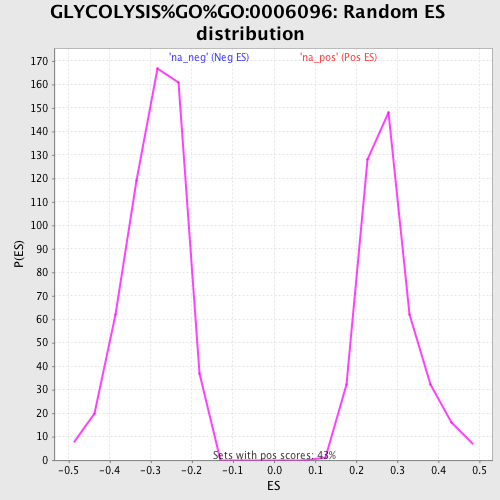 GLYCOLYSIS%GO%GO:0006096: Random ES
distribution
'na_neg' (Neg ES) 'na_pos' (Pos ES)
P(ES)
170
160
150
140
130
120
110
100
90
80
70
60
50
40
30
20
10
0
Sets with pos scores: 43%
-0.5 -0.4 -0.3 -0.2 -0.1 0.0 0.1 0.2 0.3 0.4 0.5
ES